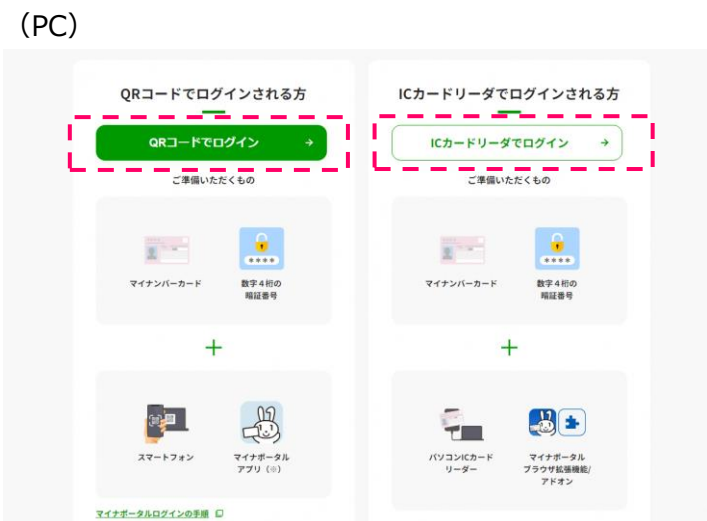 （PC）
QRコードでログインされる方
QRコードでログイン →
ご準備いただくもの
マイナンバーカード
****
数字４桁の
暗証番号
+
スマートフォン
マイナポータル
アプリ（※）
マイナポータルログインの手順
ICカードリーダでログインされる方
ICカードリーダでログイン →
ご準備いただくもの
マイナンバーカード
****
数字４桁の
暗証番号
+
パソコンICカード
リーダー
マイナポータル
ブラウザ拡張機能/
アドオン